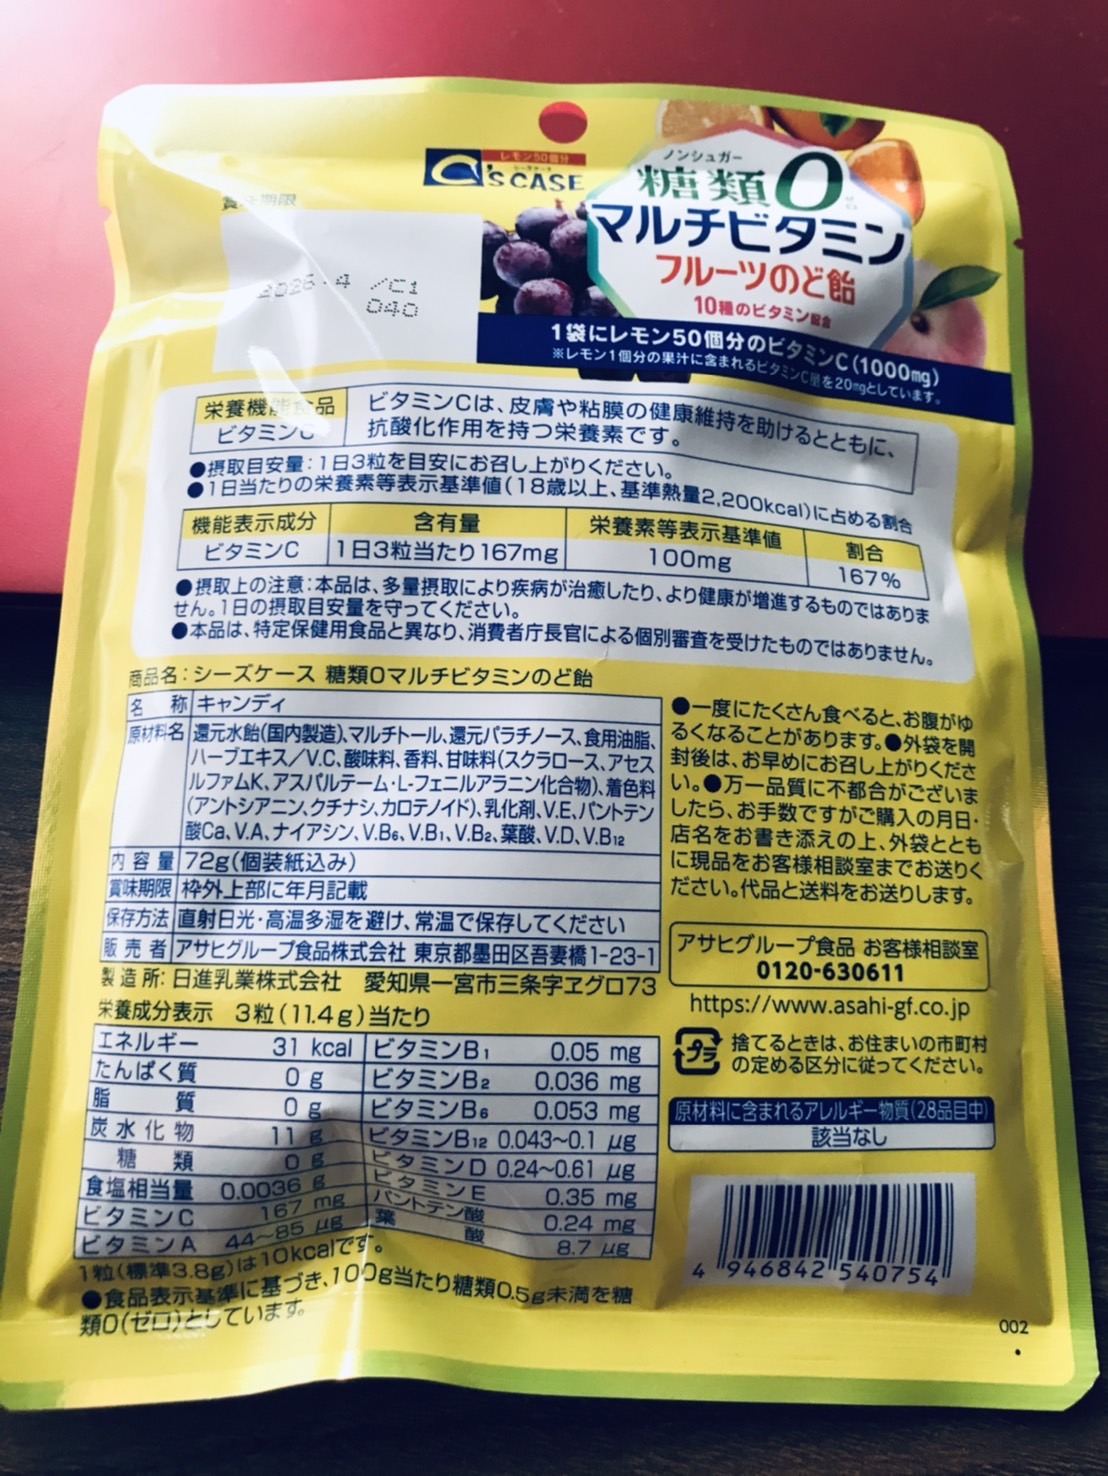 レモン50個分
シーズケース
C'S CASE
ノンシュガー
糖類0
ゼロ
マルチビタミン
フルーツのど飴
10種のビタミン配合
1袋にレモン50個分のビタミンC(1000mg)
※レモン1個分の果汁に含まれるビタミンC量を20mgとしています。
賞味期限
2026.4 /C1
040
栄養機能食品
ビタミンC
ビタミンCは、皮膚や粘膜の健康維持を助けるとともに、
抗酸化作用を持つ栄養素です。
●摂取目安量:1日3粒を目安にお召し上がりください。
●1日当たりの栄養素等表示基準値(18歳以上、基準熱量2,200kcal)に占める割合
機能表示成分 含有量 栄養素等表示基準値 割合
ビタミンC 1日3粒当たり167mg 100mg 167%
●摂取上の注意:本品は、多量摂取により疾病が治癒したり、より健康が増進するものではありま
せん。1日の摂取目安量を守ってください。
●本品は、特定保健用食品と異なり、消費者庁長官による個別審査を受けたものではありません。
商品名:シーズケース 糖類0マルチビタミンのど飴
名 称 キャンディ
原材料名 還元水飴(国内製造)、マルチトール、還元パラチノース、食用油脂、
ハーブエキス/V.C、酸味料、香料、甘味料(スクラロース、アセス
ルファムK、アスパルテーム・L-フェニルアラニン化合物)、着色料
(アントシアニン、クチナシ、カロテノイド)、乳化剤、V.E、パントテン
酸Ca、V.A、ナイアシン、V.B6、V.B1、V.B2、葉酸、V.D、V.B12
内容量 72g(個装紙込み)
賞味期限 枠外上部に年月記載
保存方法 直射日光・高温多湿を避け、常温で保存してください
販売者 アサヒグループ食品株式会社 東京都墨田区吾妻橋1-23-1
製造所:日進乳業株式会社 愛知県一宮市三条字ヱグロ73
栄養成分表示 3粒(11.4g)当たり
エネルギー 31 kcal
たんぱく質 0 g
脂質 0 g
炭水化物 11 g
糖類 0 g
食塩相当量 0.0036 g
ビタミンC 167 mg
ビタミンA 44~85 μg
ビタミンB1 0.05 mg
ビタミンB2 0.036 mg
ビタミンB6 0.053 mg
ビタミンB12 0.043~0.1 μg
ビタミンD 0.24~0.61 μg
ビタミンE 0.35 mg
パントテン酸 0.24 mg
葉酸 8.7 μg
1粒(標準3.8g)は10kcalです。
●食品表示基準に基づき、100g当たり糖類0.5g未満を糖
類0(ゼロ)としています。
●一度にたくさん食べると、お腹がゆ
るくなることがあります。●外袋を開
封後は、お早めにお召し上がりくださ
い。●万一品質に不都合がございま
したら、お手数ですがご購入の月日・
店名をお書き添えの上、外袋ととも
に現品をお客様相談室までお送りく
ださい。代品と送料をお送りします。
アサヒグループ食品 お客様相談室
0120-630611
https://www.asahi-gf.co.jp
プラ
捨てるときは、お住まいの市町村
の定める区分に従ってください。
原材料に含まれるアレルギー物質(28品目中)
該当なし
4 946842 540754
002